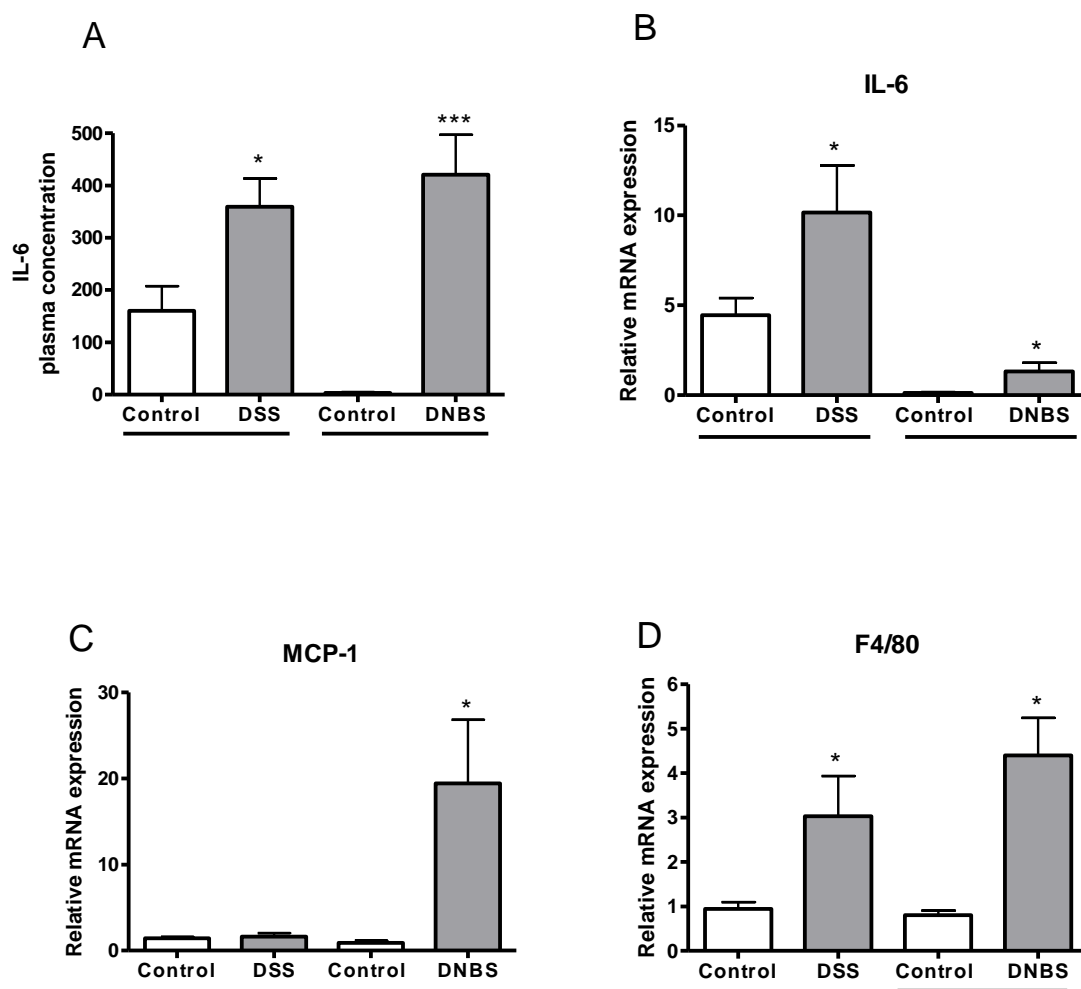 A
IL-6
plasma concentration
500
400
300
200
100
0
*
***
Control DSS Control DNBS
B
IL-6
Relative mRNA expression
15
10
5
0
*
*
Control DSS Control DNBS
C
MCP-1
Relative mRNA expression
30
20
10
0
*
Control DSS Control DNBS
D
F4/80
Relative mRNA expression
6
5
4
3
2
1
0
*
*
Control DSS Control DNBS